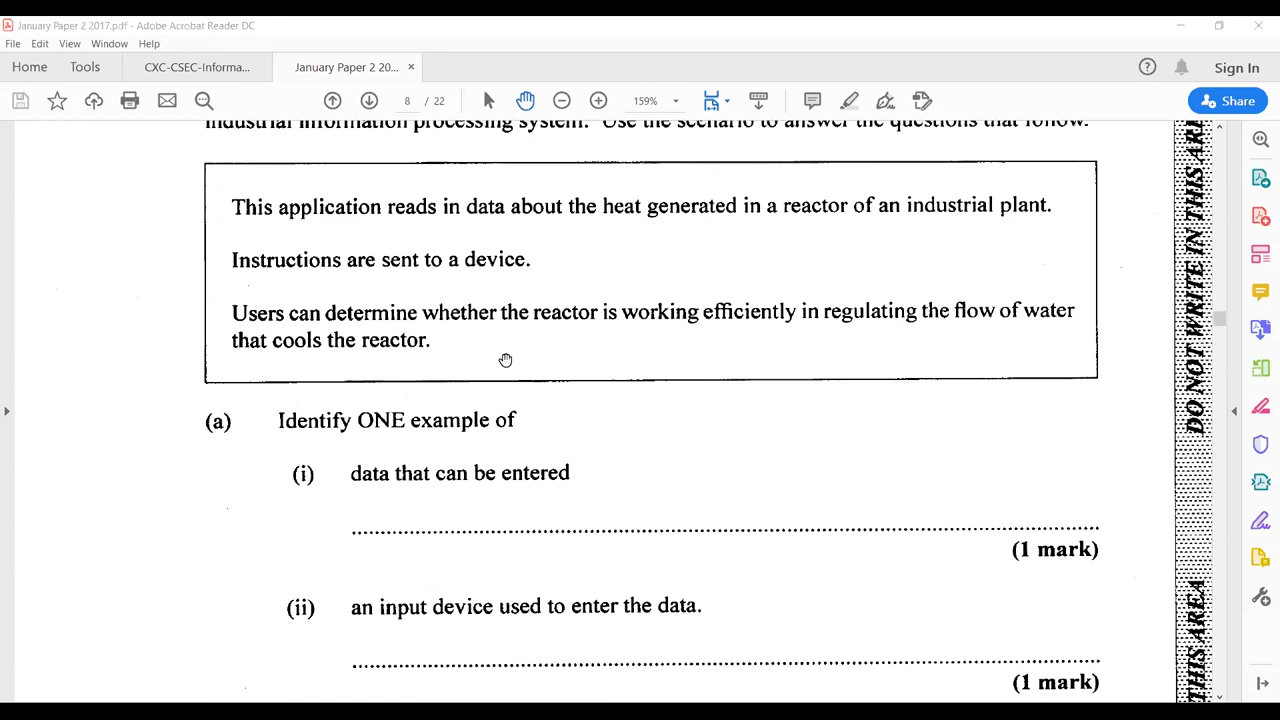 January Paper 2 2017.pdf - Adobe Acrobat Reader DC
File Edit View Window Help
Home Tools CXC-CSEC-Informa... January Paper 2 20... ×
8 / 22 159% Share
Sign In
industrial information processing system. Use the scenario to answer the questions that follow.
This application reads in data about the heat generated in a reactor of an industrial plant.
Instructions are sent to a device.
Users can determine whether the reactor is working efficiently in regulating the flow of water
that cools the reactor.
(a) Identify ONE example of
(i) data that can be entered
(1 mark)
(ii) an input device used to enter the data.
(1 mark)
DO NOT WRITE IN THIS AREA
THIS AREA